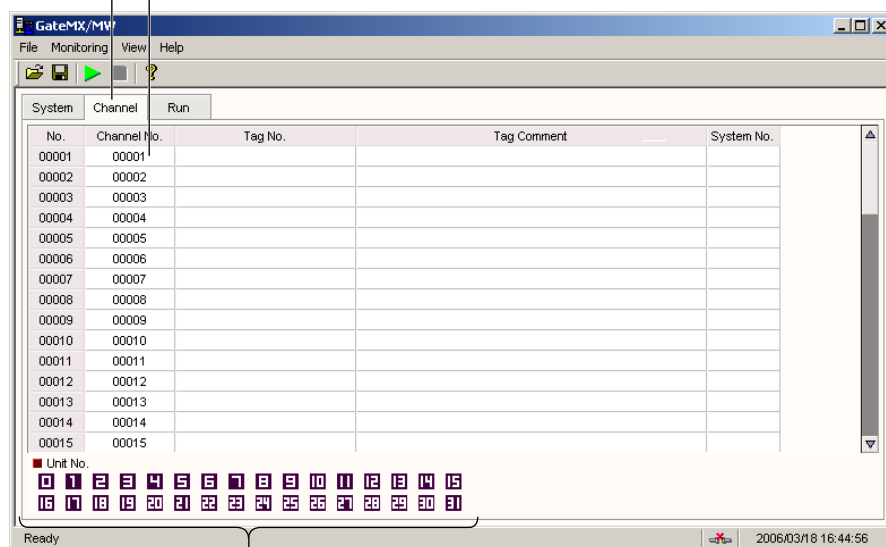 GateMX/MW
File Monitoring View Help
System Channel Run
No. Channel No. Tag No. Tag Comment System No.
00001 00001
00002 00002
00003 00003
00004 00004
00005 00005
00006 00006
00007 00007
00008 00008
00009 00009
00010 00010
00011 00011
00012 00012
00013 00013
00014 00014
00015 00015
Unit No.
0 1 2 3 4 5 6 7 8 9 10 11 12 13 14 15
16 17 18 19 20 21 22 23 24 25 26 27 28 29 30 31
Ready 2006/03/18 16:44:56